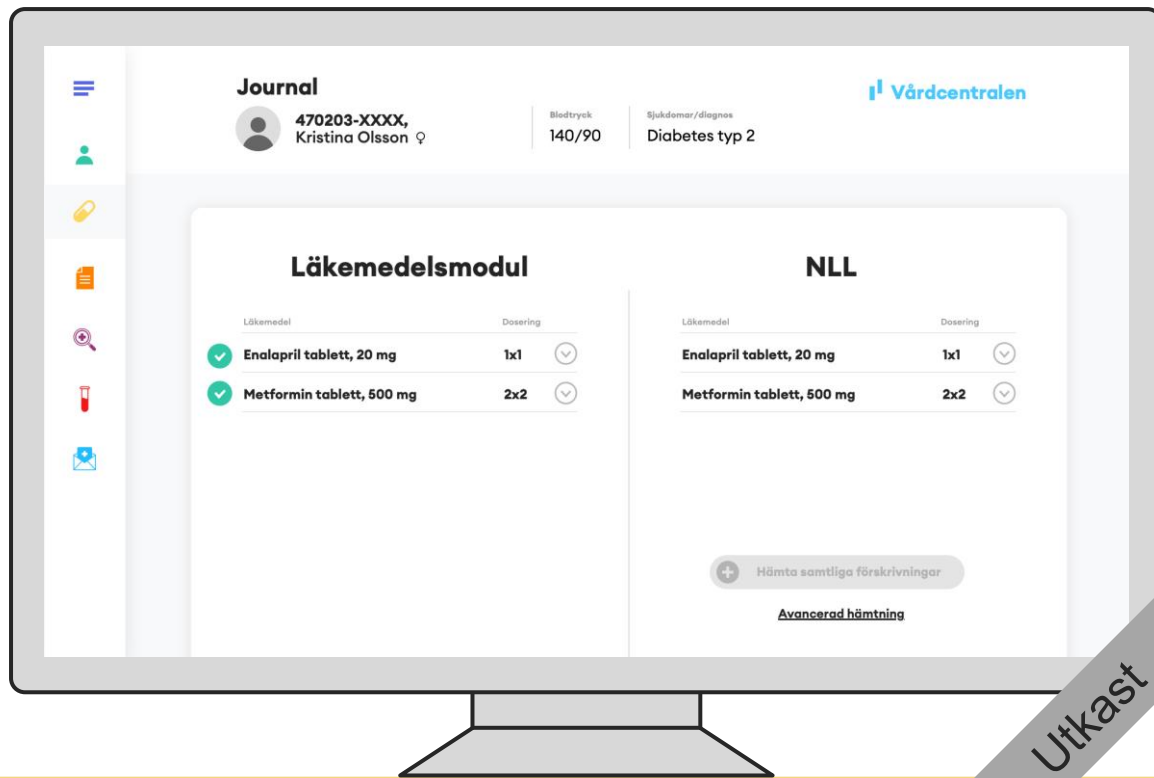 Journal
470203-XXXX,
Kristina Olsson ♀
Blodtryck
140/90
Sjukdomar/diagnos
Diabetes typ 2
Vårdcentralen
Läkemedelsmodul
Läkemedel Dosering
Enalapril tablett, 20 mg 1x1
Metformin tablett, 500 mg 2x2
NLL
Läkemedel Dosering
Enalapril tablett, 20 mg 1x1
Metformin tablett, 500 mg 2x2
Hämta samtliga förskrivningar
Avancerad hämtning
Utkast